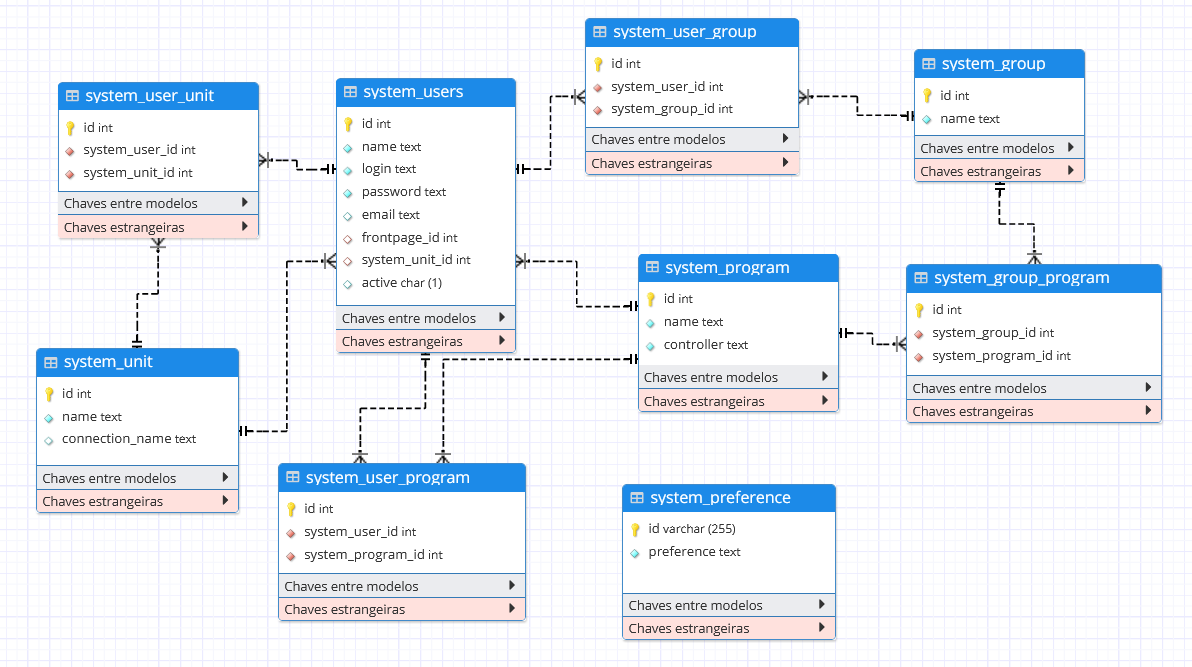 system_user_group
id int
system_user_id int
system_group_id int
Chaves entre modelos
Chaves estrangeiras
system_group
id int
name text
Chaves entre modelos
Chaves estrangeiras
system_user_unit
id int
system_user_id int
system_unit_id int
Chaves entre modelos
Chaves estrangeiras
system_users
id int
name text
login text
password text
email text
frontpage_id int
system_unit_id int
active char (1)
Chaves entre modelos
Chaves estrangeiras
system_program
id int
name text
controller text
Chaves entre modelos
Chaves estrangeiras
system_group_program
id int
system_group_id int
system_program_id int
Chaves entre modelos
Chaves estrangeiras
system_unit
id int
name text
connection_name text
Chaves entre modelos
Chaves estrangeiras
system_user_program
id int
system_user_id int
system_program_id int
Chaves entre modelos
Chaves estrangeiras
system_preference
id varchar (255)
preference text
Chaves entre modelos
Chaves estrangeiras